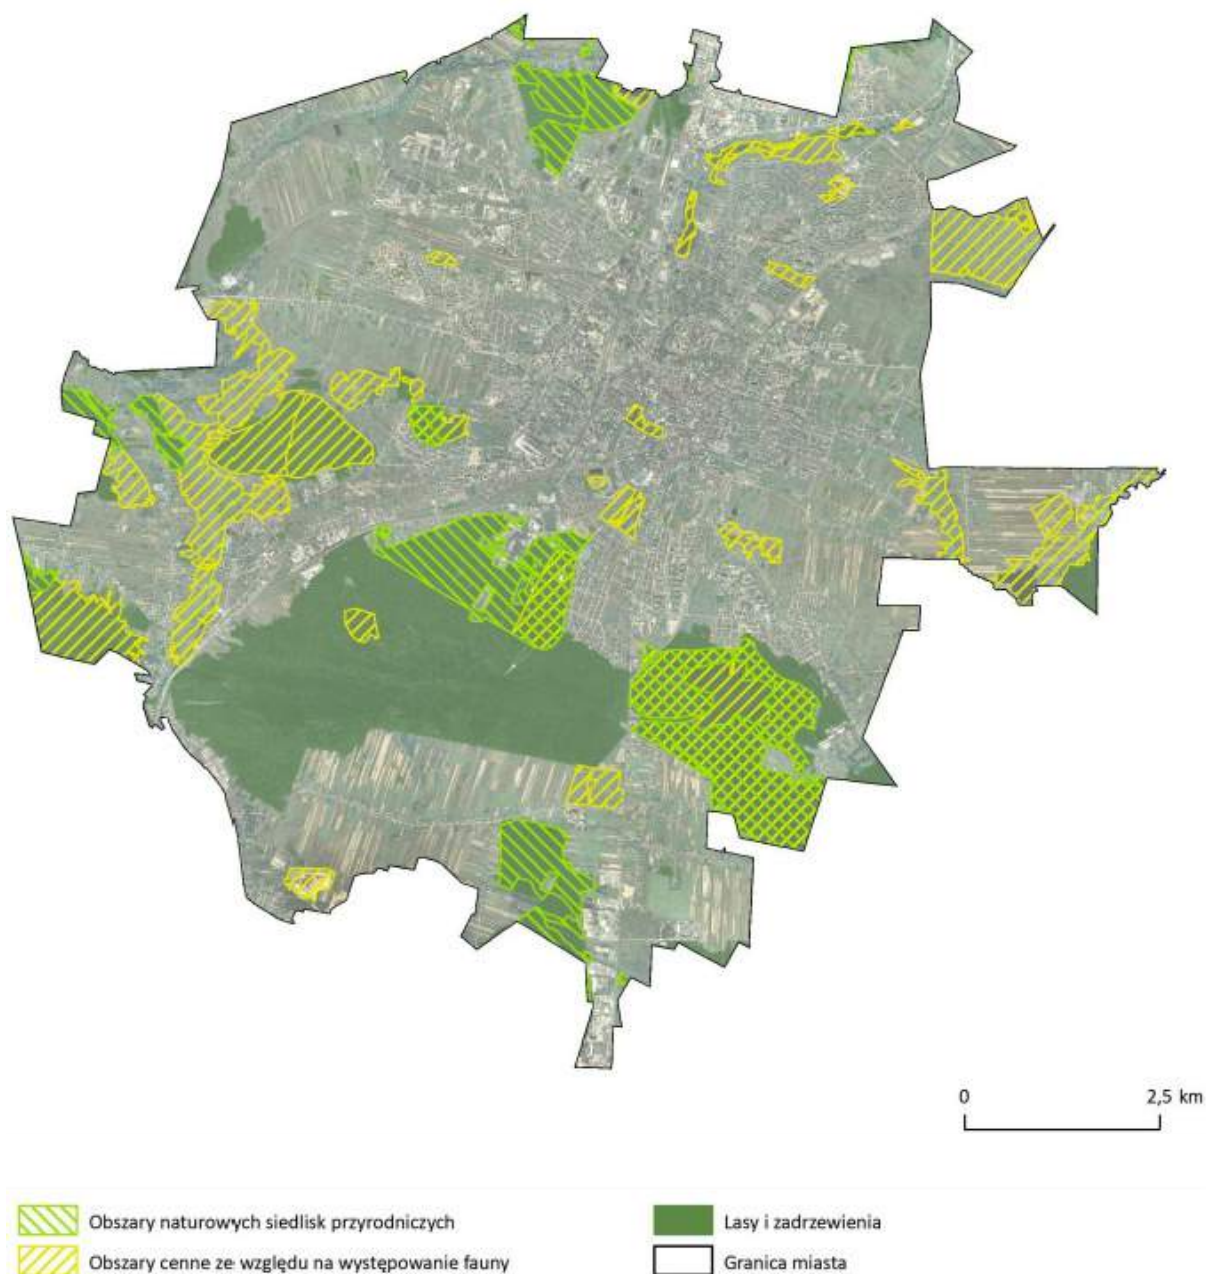 0 2,5 km
Obszary naturowych siedlisk przyrodniczych
Lasy i zadrzewienia
Obszary cenne ze względu na występowanie fauny
Granica miasta